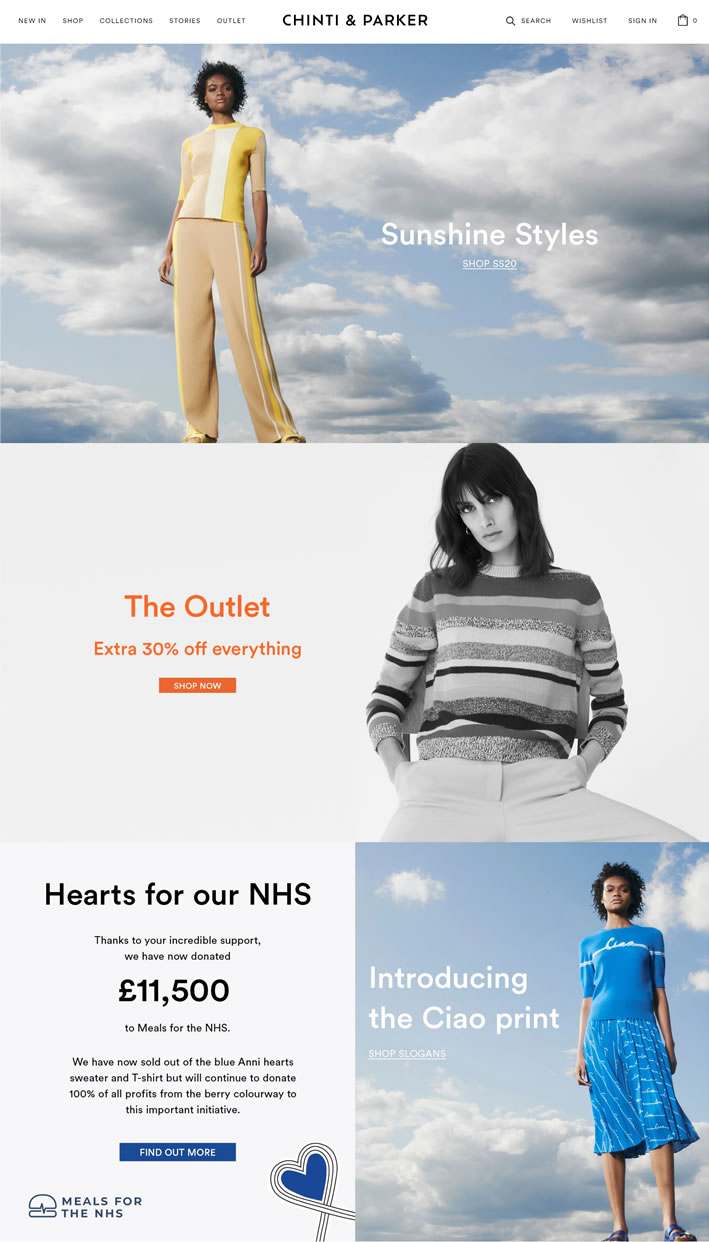 NEW IN SHOP COLLECTIONS STORIES OUTLET CHINTI & PARKER SEARCH WISHLIST SIGN IN 0
Sunshine Styles
SHOP SS20
The Outlet
Extra 30% off everything
SHOP NOW
Hearts for our NHS
Thanks to your incredible support,
we have now donated
£11,500
to Meals for the NHS.
We have now sold out of the blue Anni hearts
sweater and T-shirt but will continue to donate
100% of all profits from the berry colourway to
this important initiative.
FIND OUT MORE
MEALS FOR
THE NHS
Introducing
the Ciao print
SHOP SLOGANS
Ciao